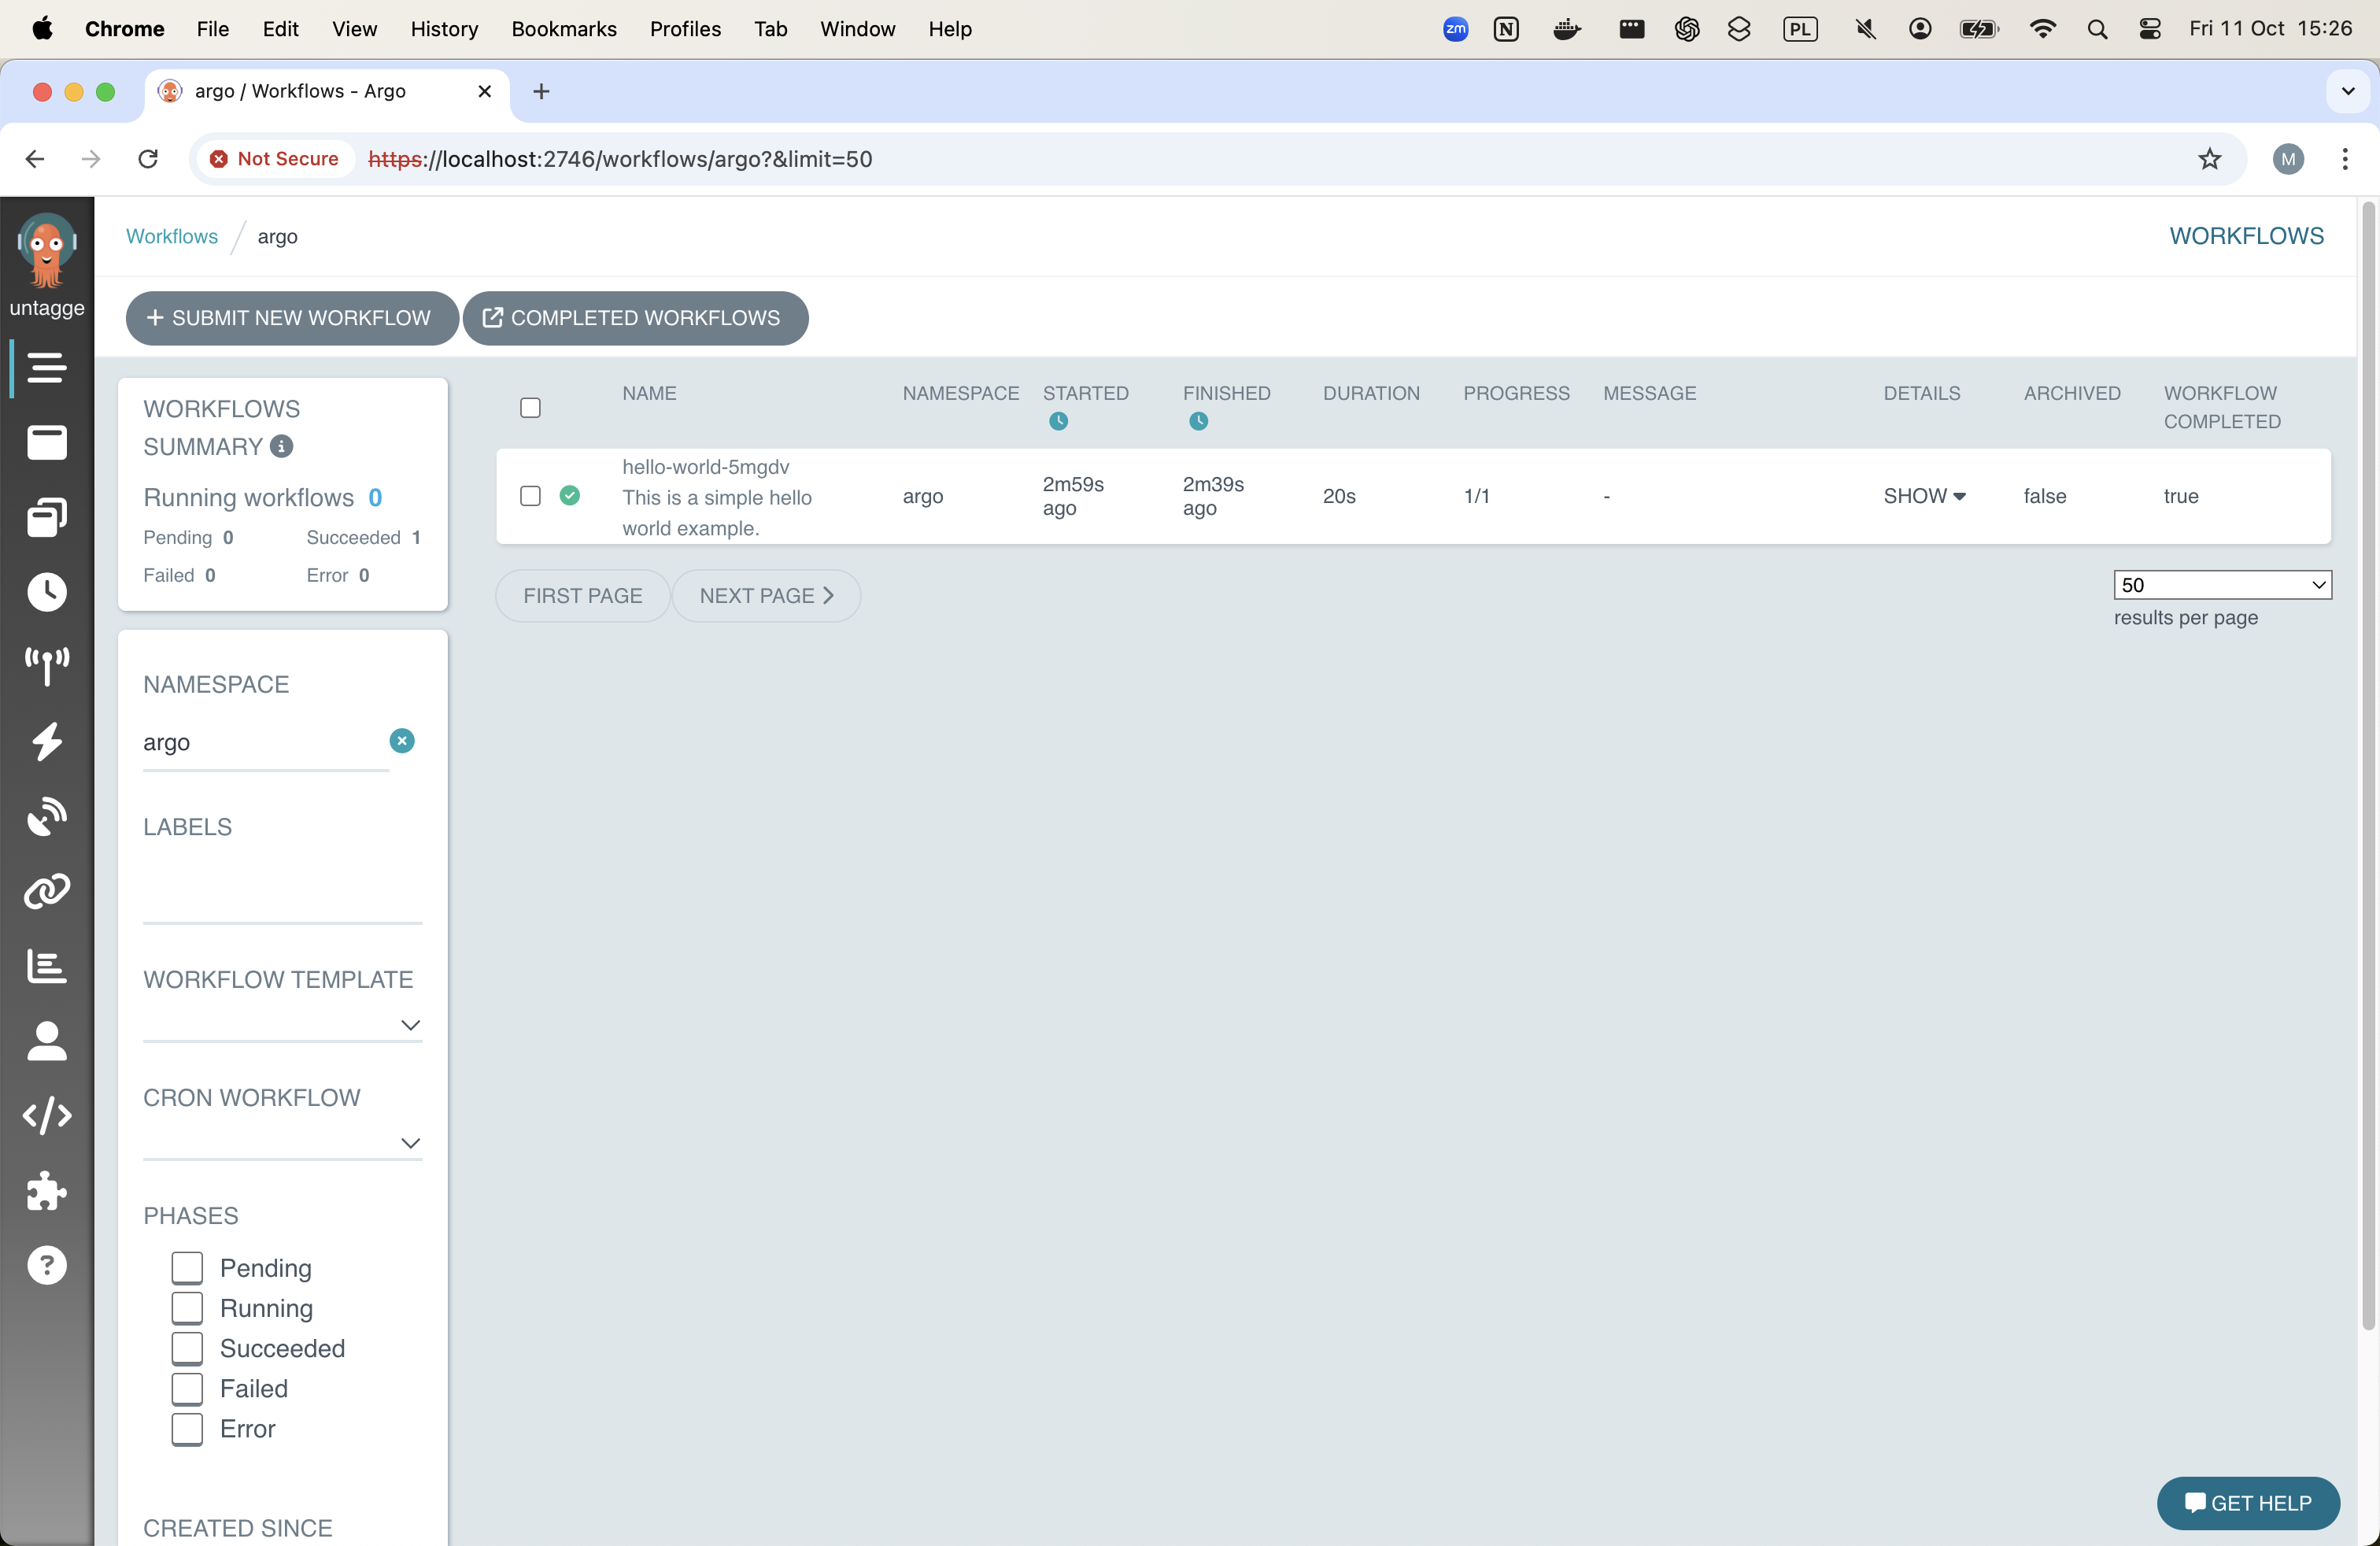 Chrome File Edit View History Bookmarks Profiles Tab Window Help zm N PL Fri 11 Oct 15:26
argo / Workflows - Argo
Not Secure https://localhost:2746/workflows/argo?&limit=50 M
untagge
Workflows / argo WORKFLOWS
+ SUBMIT NEW WORKFLOW COMPLETED WORKFLOWS
WORKFLOWS
SUMMARY
Running workflows 0
Pending 0 Succeeded 1
Failed 0 Error 0
NAMESPACE
argo
LABELS
WORKFLOW TEMPLATE
CRON WORKFLOW
PHASES
Pending
Running
Succeeded
Failed
Error
CREATED SINCE
NAME NAMESPACE STARTED FINISHED DURATION PROGRESS MESSAGE DETAILS ARCHIVED WORKFLOW
COMPLETED
hello-world-5mgdv
This is a simple hello
world example.
argo
2m59s
ago
2m39s
ago
20s
1/1
-
SHOW
false
true
FIRST PAGE NEXT PAGE
50
results per page
GET HELP